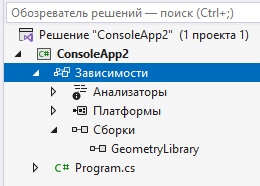 Обозреватель решений — поиск (Ctrl+;)
Решение "ConsoleApp2" (1 проекта 1)
ConsoleApp2
Зависимости
Анализаторы
Платформы
Сборки
GeometryLibrary
Program.cs